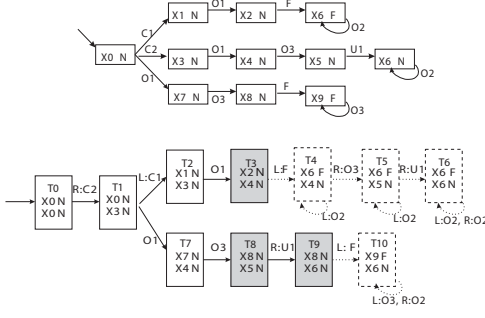 X1 N
O1
X2 N
F
X6 F
O2
C1
X0 N
C2
X3 N
O1
X4 N
O3
X5 N
U1
X6 N
O2
O1
X7 N
O3
X8 N
F
X9 F
O3
T0
X0 N
X0 N
R:C2
T1
X0 N
X3 N
L:C1
T2
X1 N
X3 N
O1
T3
X2 N
X4 N
L:F
T4
X6 F
X4 N
L:O2
R:O3
T5
X6 F
X5 N
L:O2
R:U1
T6
X6 F
X6 N
L:O2, R:O2
O1
T7
X7 N
X4 N
O3
T8
X8 N
X5 N
R:U1
T9
X8 N
X6 N
L: F
T10
X9 F
X6 N
L:O3, R:O2